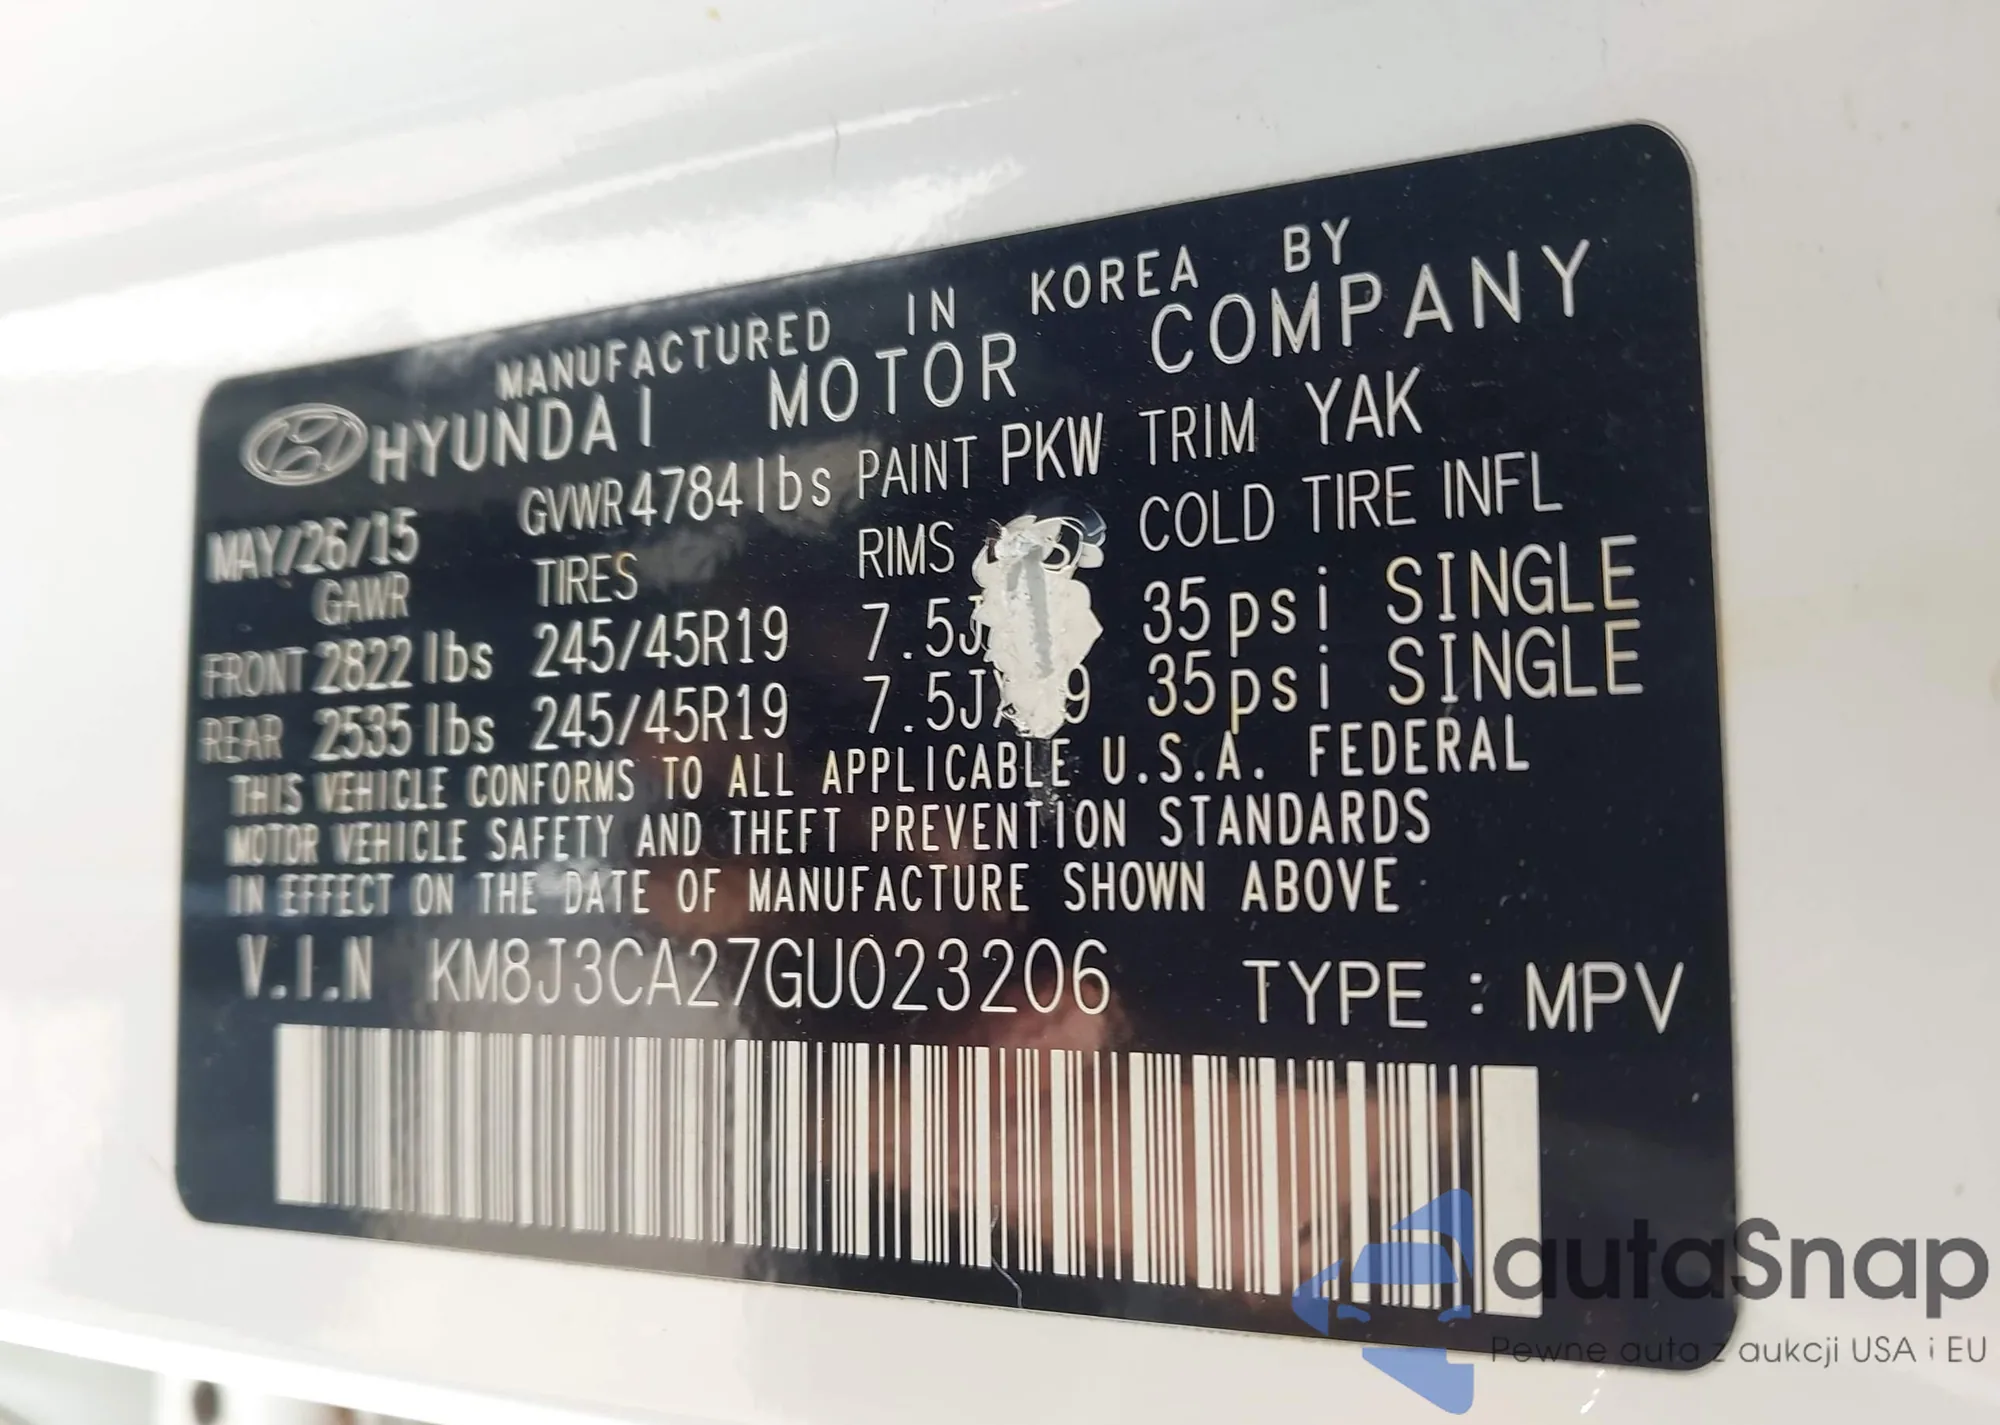 MANUFACTURED IN KOREA BY
HYUNDAI MOTOR COMPANY
MAY/26/15 GVWR 4784lbs PAINT PKW TRIM YAK
GAWR TIRES RIMS COLD TIRE INFL
FRONT 2822 lbs 245/45R19 35psi SINGLE
REAR 2535 lbs 245/45R19 35psi SINGLE
THIS VEHICLE CONFORMS TO ALL APPLICABLE U.S.A. FEDERAL
MOTOR VEHICLE SAFETY AND THEFT PREVENTION STANDARDS
IN EFFECT ON THE DATE OF MANUFACTURE SHOWN ABOVE
V.I.N KM8J3CA27GU023206 TYPE : MPV
autaSnap
Pewne auta z aukcji USA i EU